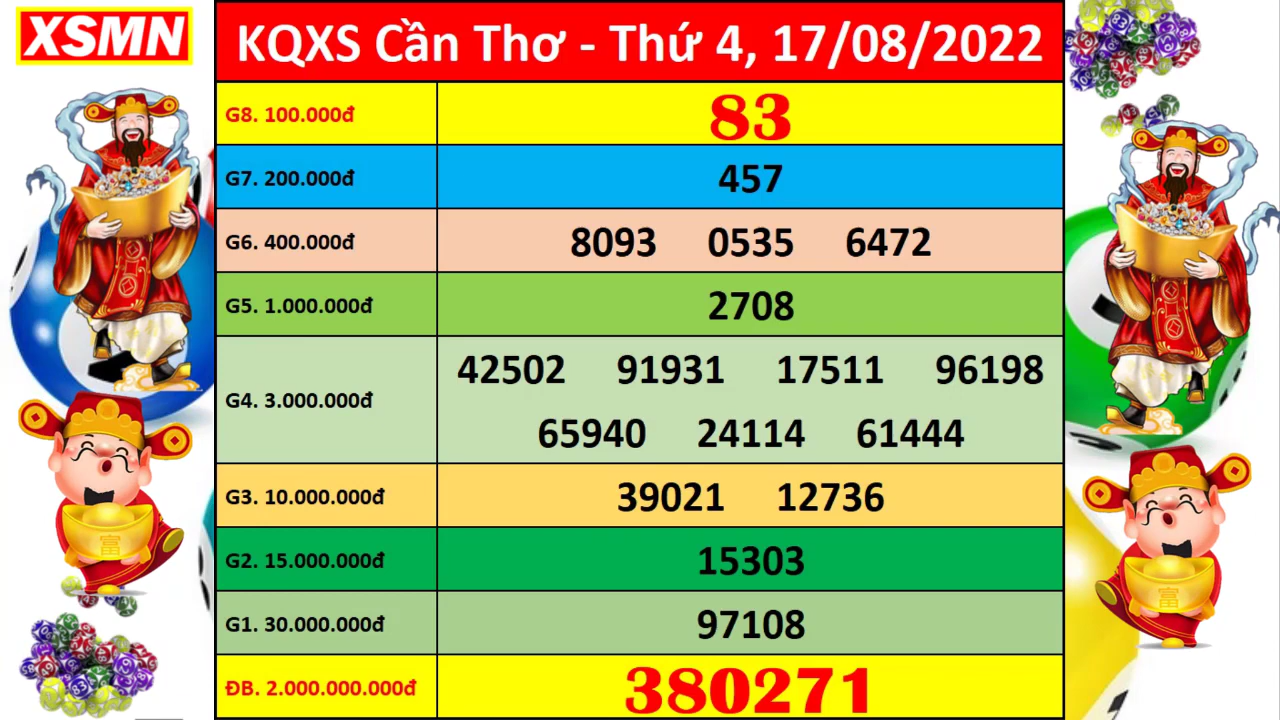 XSMN
KQXS Cần Thơ - Thứ 4, 17/08/2022
G8. 100.000đ 83
G7. 200.000đ 457
G6. 400.000đ 8093 0535 6472
G5. 1.000.000đ 2708
G4. 3.000.000đ 42502 91931 17511 96198
65940 24114 61444
G3. 10.000.000đ 39021 12736
G2. 15.000.000đ 15303
G1. 30.000.000đ 97108
ĐB. 2.000.000.000đ 380271
富
富